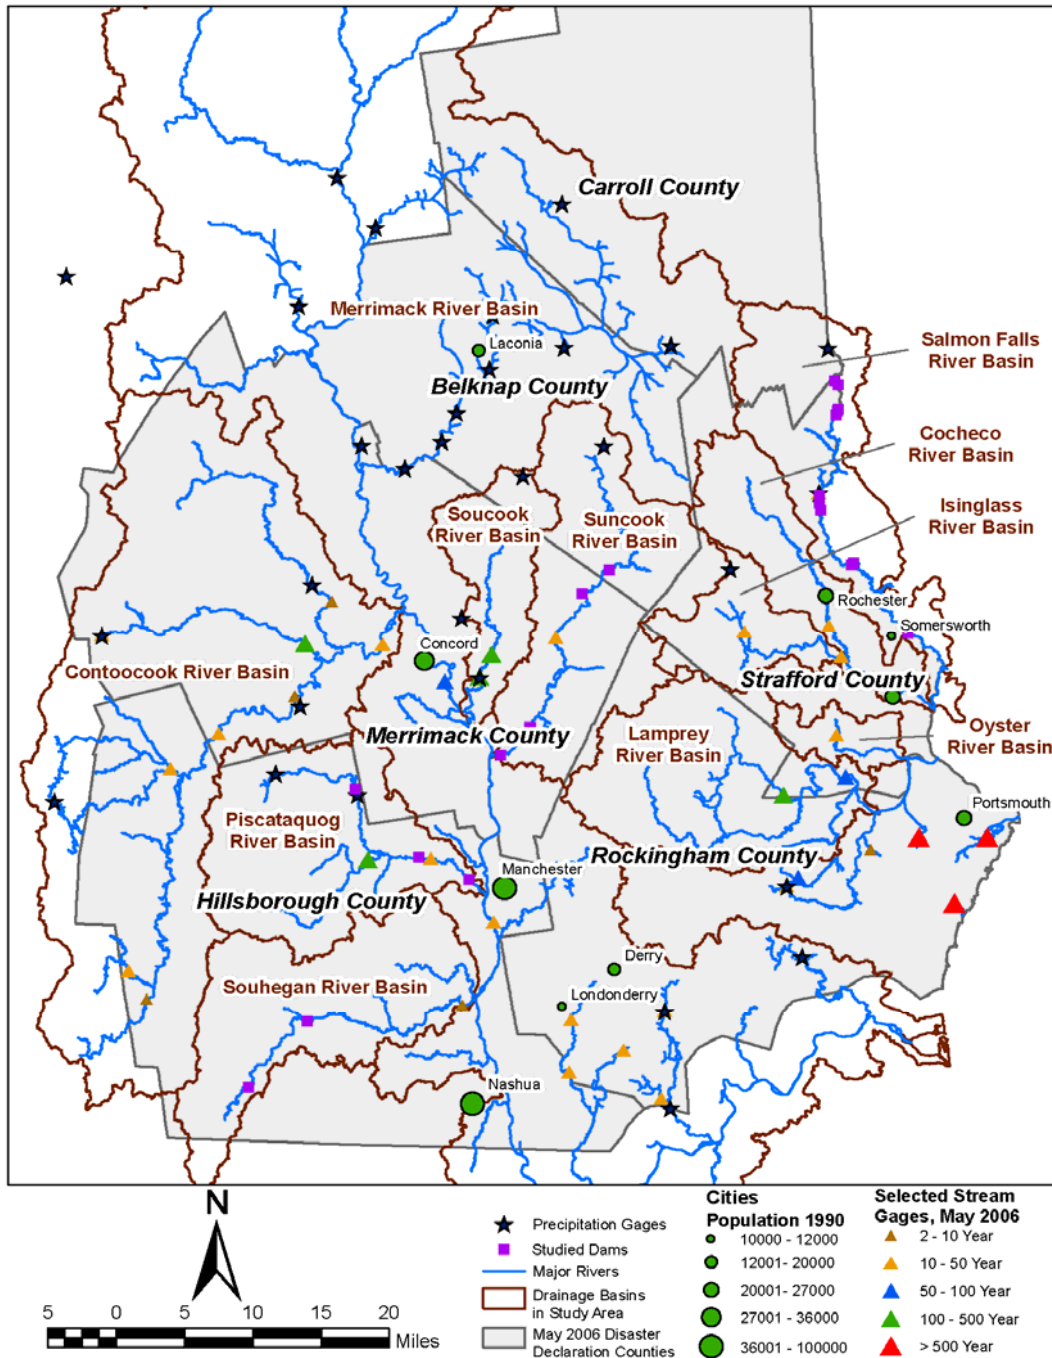 Carroll County
Merrimack River Basin
Laconia
Salmon Falls
River Basin
Belknap County
Cocheco
River Basin
Soucook
River Basin
Suncook
River Basin
Isinglass
River Basin
Rochester
Somersworth
Concord
Contoocook River Basin
Strafford County
Merrimack County
Lamprey
River Basin
Oyster
River Basin
Piscataquog
River Basin
Portsmouth
Rockingham County
Manchester
Hillsborough County
Derry
Souhegan River Basin
Londonderry
Nashua
N
5 0 5 10 15 20
Miles
Precipitation Gages
Studied Dams
Major Rivers
Drainage Basins
in Study Area
May 2006 Disaster
Declaration Counties
Cities
Population 1990
10000 - 12000
12001- 20000
20001- 27000
27001 - 36000
36001 - 100000
Selected Stream
Gages, May 2006
2 - 10 Year
10 - 50 Year
50 - 100 Year
100 - 500 Year
> 500 Year